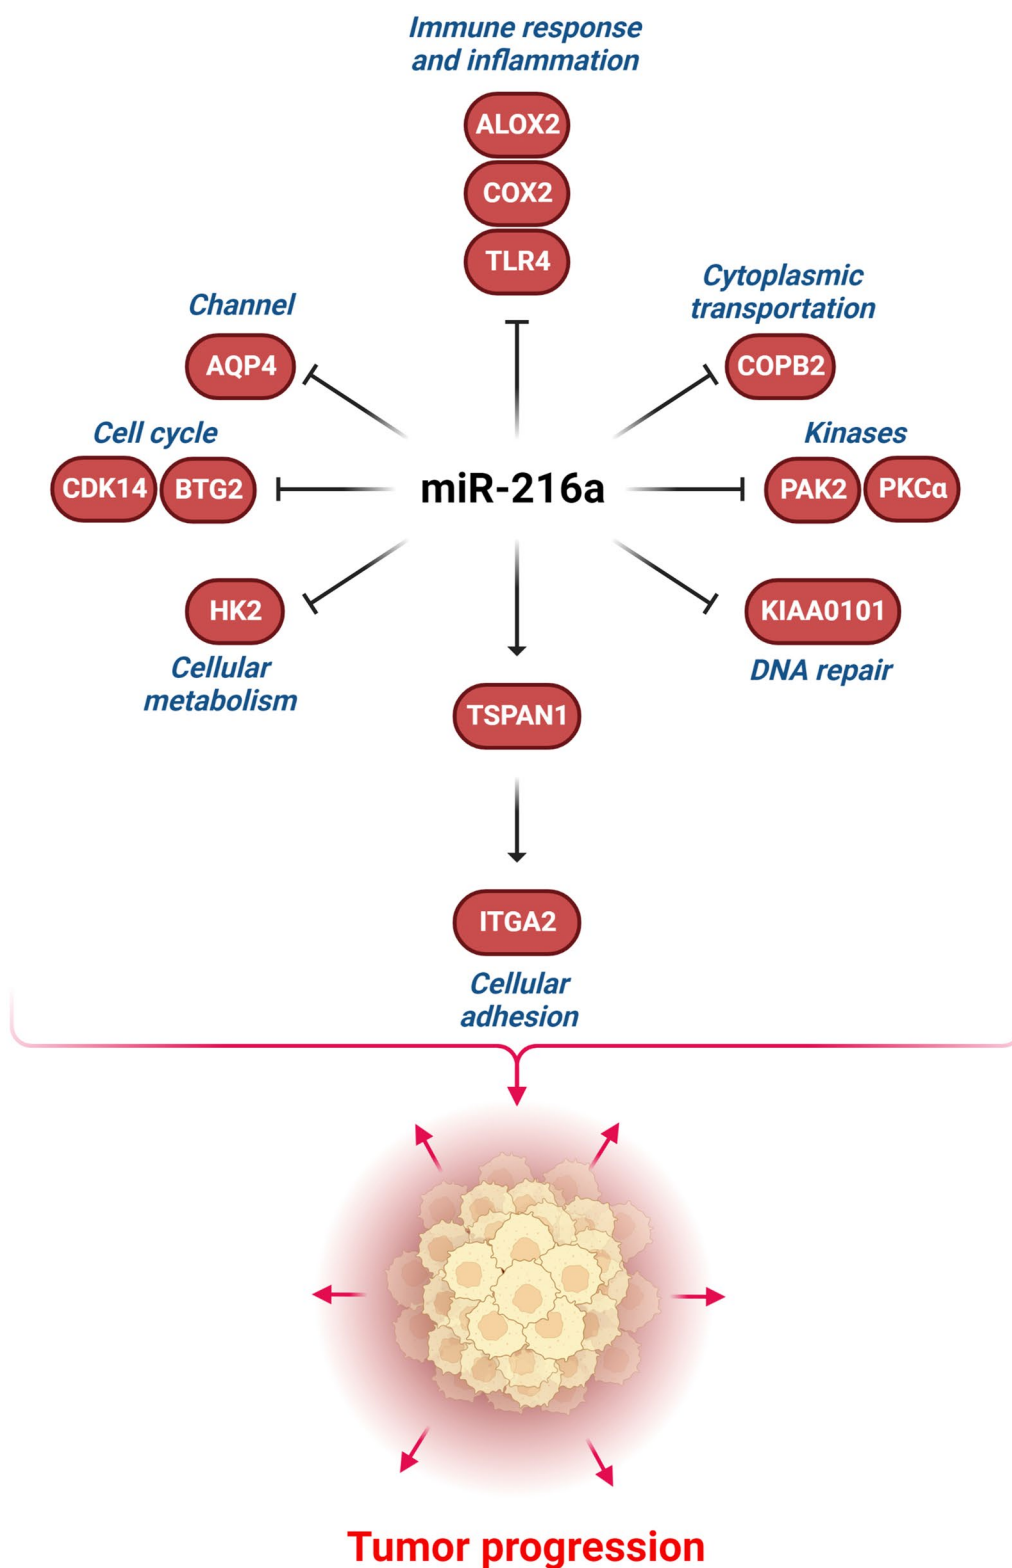 Immune response
and inflammation
ALOX2
COX2
TLR4
Cytoplasmic
transportation
Channel
AQP4
COPB2
Cell cycle
Kinases
CDK14 BTG2
miR-216a
PAK2 PKCα
HK2
KIAA0101
Cellular
metabolism
DNA repair
TSPAN1
ITGA2
Cellular
adhesion
Tumor progression